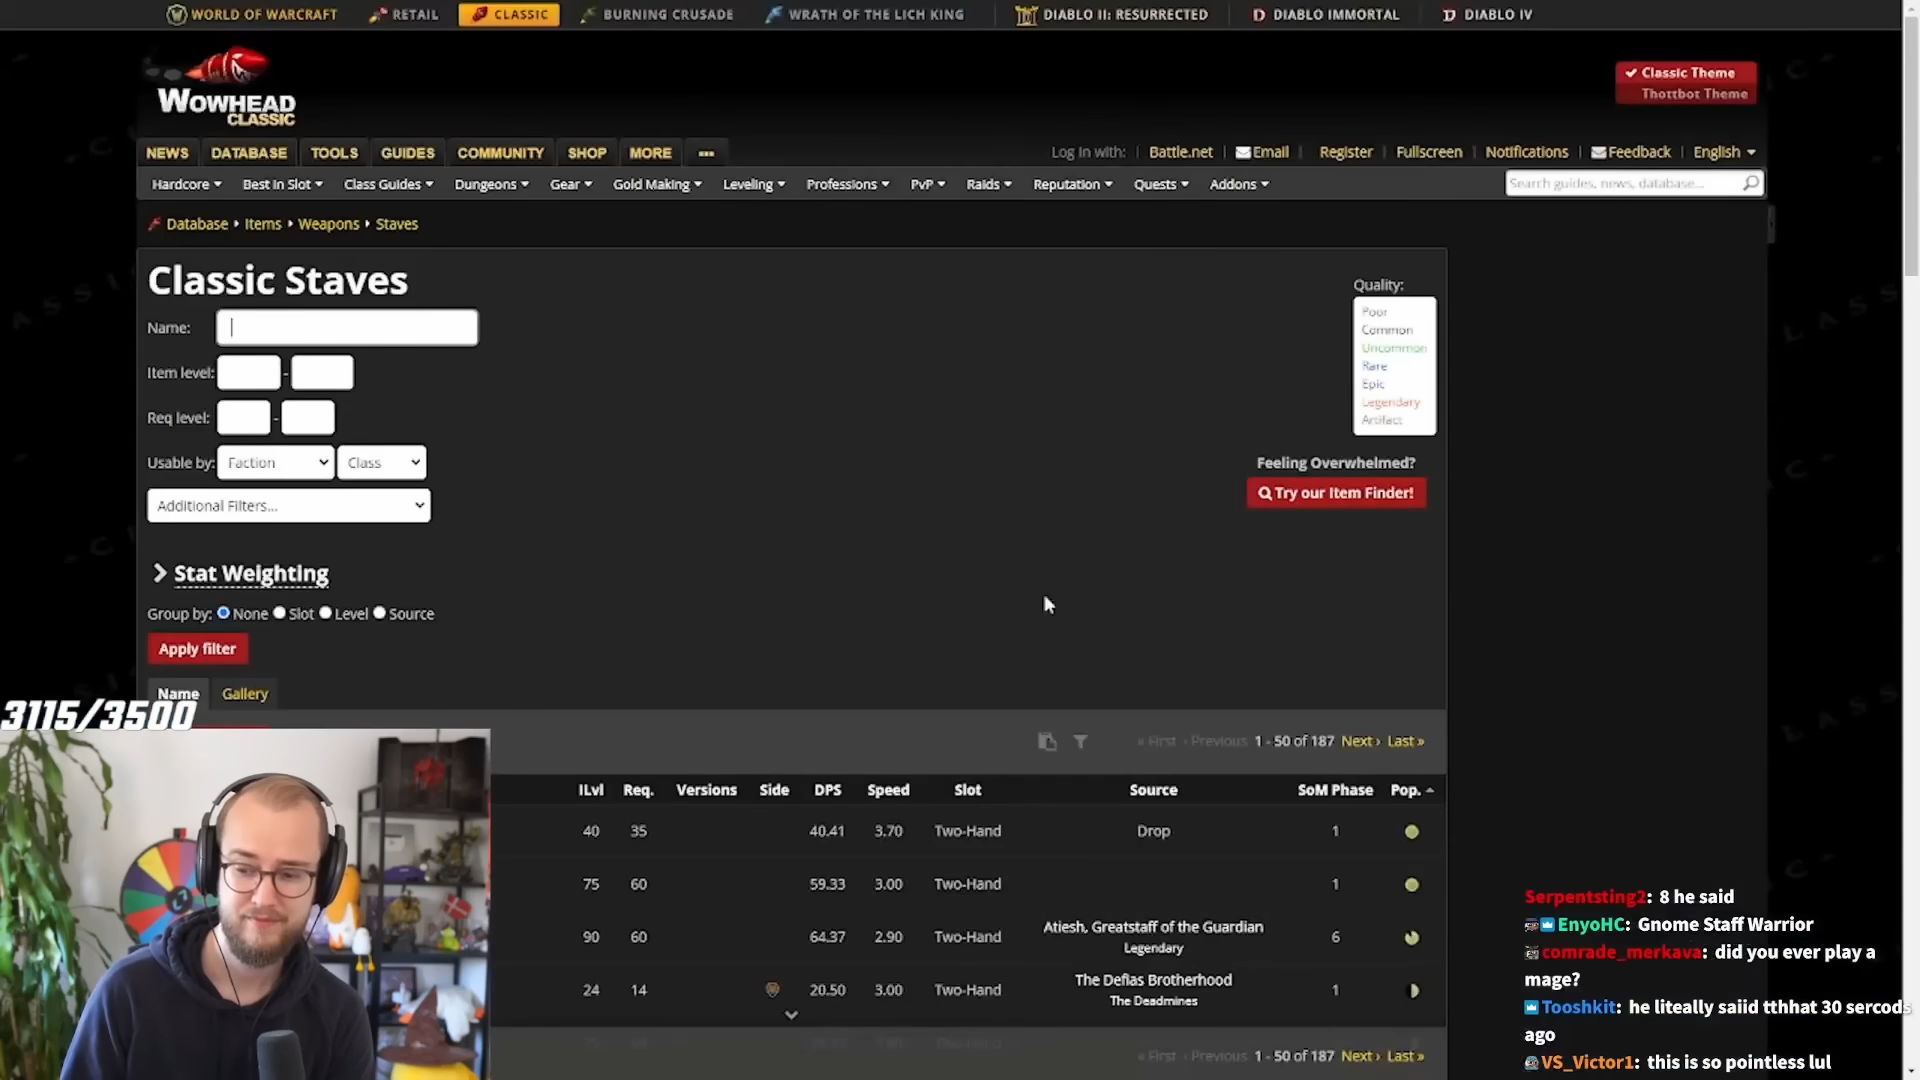 WORLD OF WARCRAFT RETAIL CLASSIC BURNING CRUSADE WRATH OF THE LICH KING DIABLO II: RESURRECTED DIABLO IMMORTAL DIABLO IV
WOWHEAD
CLASSIC
Classic Theme
Thottbot Theme
NEWS DATABASE TOOLS GUIDES COMMUNITY SHOP MORE ...
Log in with: Battle.net Email Register Fullscreen Notifications Feedback English
Hardcore Best in Slot Class Guides Dungeons Gear Gold Making Leveling Professions PvP Raids Reputation Quests Addons
Search guides, news, database...
Database Items Weapons Staves
Classic Staves
Name:
Item level: -
Req level: -
Usable by: Faction Class
Additional Filters...
Quality:
Poor
Common
Uncommon
Rare
Epic
Legendary
Artifact
Feeling Overwhelmed?
Try our Item Finder!
Stat Weighting
Group by: None Slot Level Source
Apply filter
Name Gallery
3115/3500
« First ‹ Previous 1 - 50 of 187 Next › Last »
ILvl Req. Versions Side DPS Speed Slot Source SoM Phase Pop.
40 35 40.41 3.70 Two-Hand Drop 1
75 60 59.33 3.00 Two-Hand 1
90 60 64.37 2.90 Two-Hand Atiesh, Greatstaff of the Guardian 6
Legendary
24 14 20.50 3.00 Two-Hand The Defias Brotherhood 1
The Deadmines
« First ‹ Previous 1 - 50 of 187 Next › Last »
Serpentsting2: 8 he said
EnyoHC: Gnome Staff Warrior
comrade_merkava: did you ever play a
mage?
Tooshkit: he liteally saiid tthhat 30 sercods
ago
VS_Victor1: this is so pointless lul